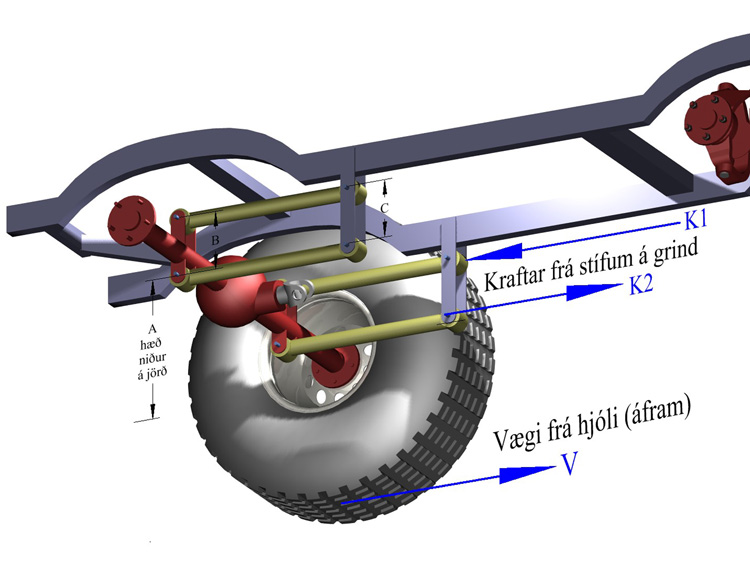 C
B
K1
Kraftar frá stífum á grind
K2
A
hæð
niður
á jörð
Vægi frá hjóli (áfram)
V